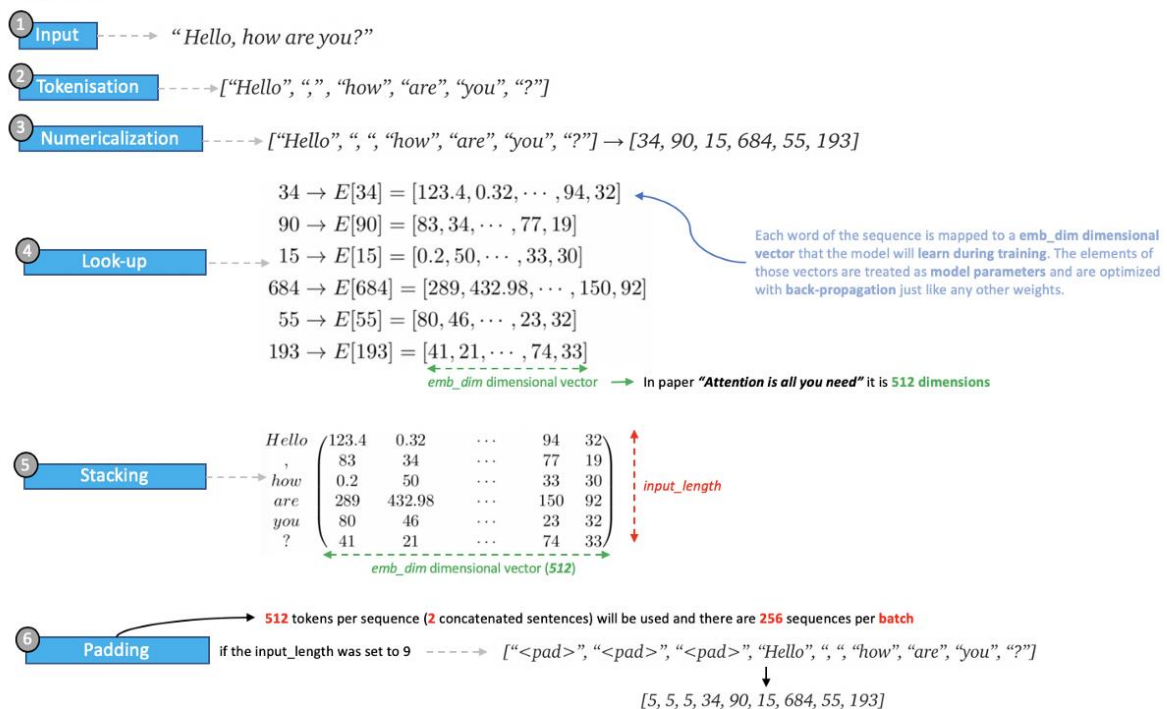 1 Input "Hello, how are you?"
2 Tokenisation ["Hello", ",", "how", "are", "you", "?"]
3 Numericalization ["Hello", ", ", "how", "are", "you", "?"] → [34, 90, 15, 684, 55, 193]
4 Look-up
34 → E[34] = [123.4, 0.32, ⋯ , 94, 32]
90 → E[90] = [83, 34, ⋯ , 77, 19]
15 → E[15] = [0.2, 50, ⋯ , 33, 30]
684 → E[684] = [289, 432.98, ⋯ , 150, 92]
55 → E[55] = [80, 46, ⋯ , 23, 32]
193 → E[193] = [41, 21, ⋯ , 74, 33]
Each word of the sequence is mapped to a emb_dim dimensional
vector that the model will learn during training. The elements of
those vectors are treated as model parameters and are optimized
with back-propagation just like any other weights.
emb_dim dimensional vector → In paper "Attention is all you need" it is 512 dimensions
5 Stacking
Hello 123.4 0.32 ⋯ 94 32
, 83 34 ⋯ 77 19
how 0.2 50 ⋯ 33 30
are 289 432.98 ⋯ 150 92
you 80 46 ⋯ 23 32
? 41 21 ⋯ 74 33
input_length
emb_dim dimensional vector (512)
512 tokens per sequence (2 concatenated sentences) will be used and there are 256 sequences per batch
6 Padding if the input_length was set to 9 ["<pad>", "<pad>", "<pad>", "Hello", ", ", "how", "are", "you", "?"]
[5, 5, 5, 34, 90, 15, 684, 55, 193]